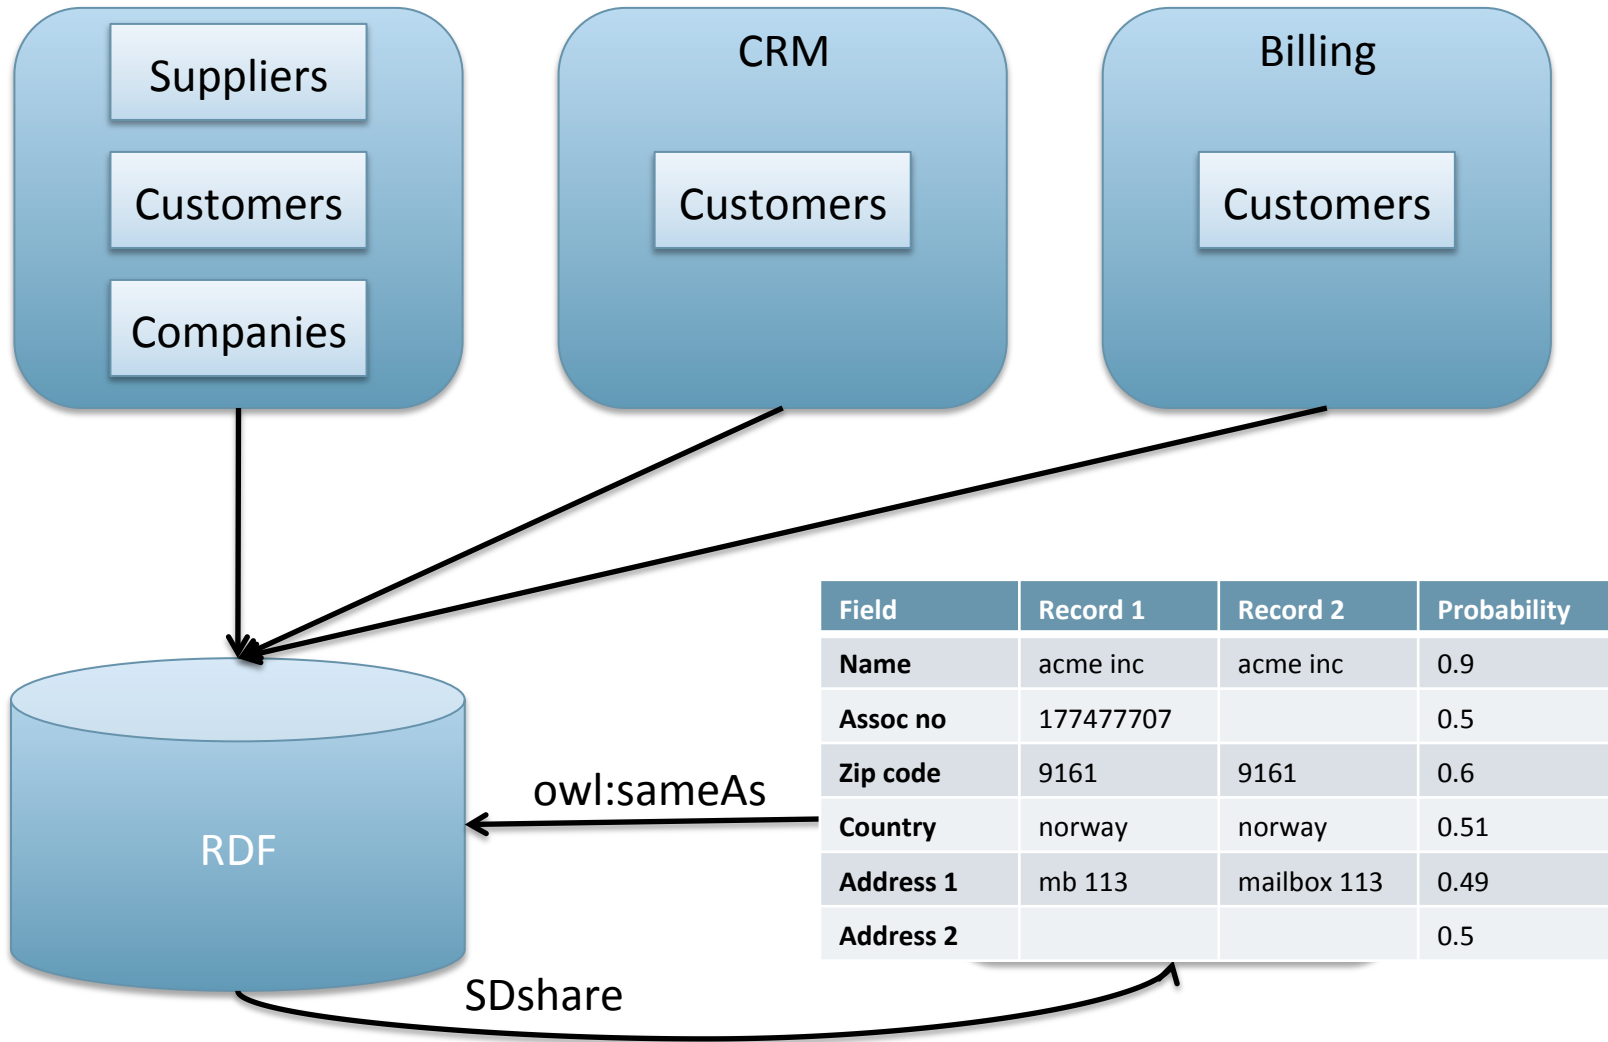 Suppliers
Customers
Companies
CRM
Customers
Billing
Customers
RDF
owl:sameAs
SDshare
Field Record 1 Record 2 Probability
Name acme inc acme inc 0.9
Assoc no 177477707 0.5
Zip code 9161 9161 0.6
Country norway norway 0.51
Address 1 mb 113 mailbox 113 0.49
Address 2 0.5